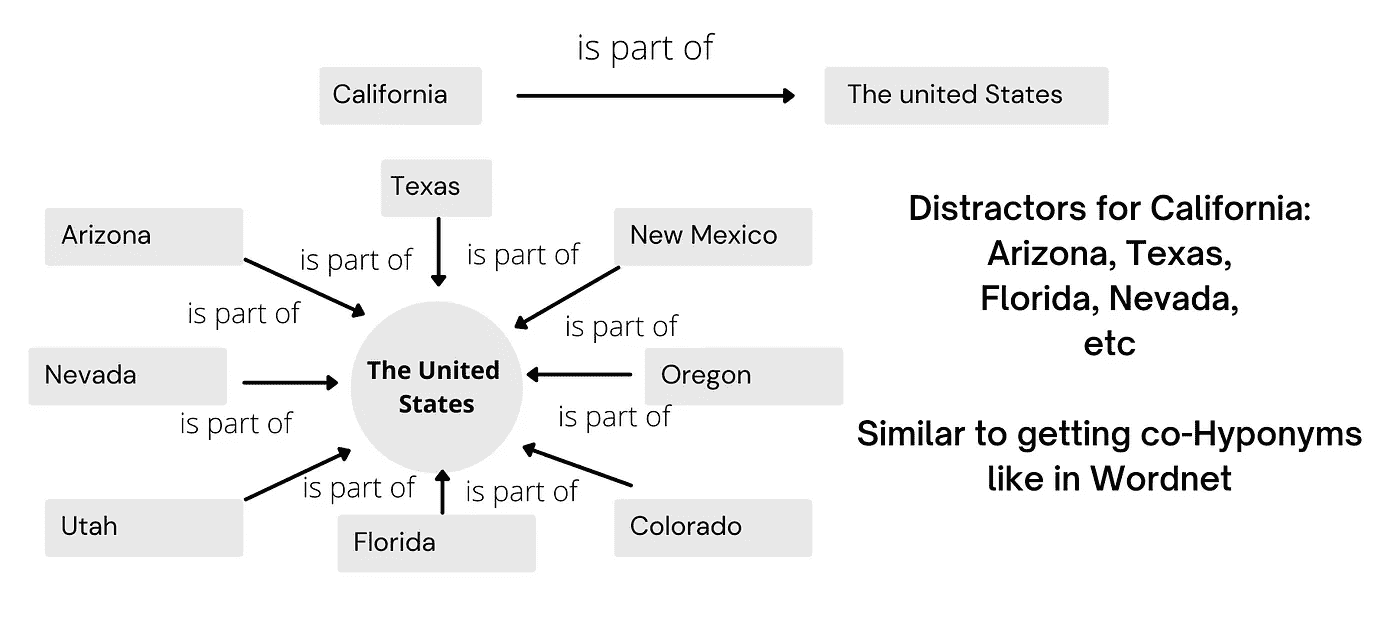 is part of
California
The united States
Texas
Arizona
New Mexico
is part of
is part of
is part of
is part of
Nevada
The United
States
Oregon
is part of
is part of
is part of
is part of
Utah
Florida
Colorado
Distractors for California:
Arizona, Texas,
Florida, Nevada,
etc
Similar to getting co-Hyponyms
like in Wordnet